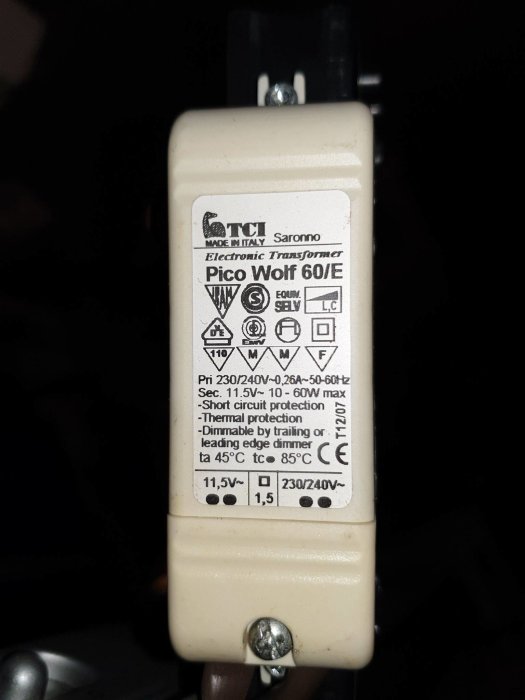 TCI
MADE IN ITALY Saronno
Electronic Transformer
Pico Wolf 60/E
S EQUIV. SELV L,C
110 M M F
Pri 230/240V~0,26A~50-60Hz
Sec. 11.5V~ 10 - 60W max
-Short circuit protection
-Thermal protection
-Dimmable by trailing or
leading edge dimmer
ta 45°C tc● 85°C CE
T12/07
11,5V~ 1,5 230/240V~